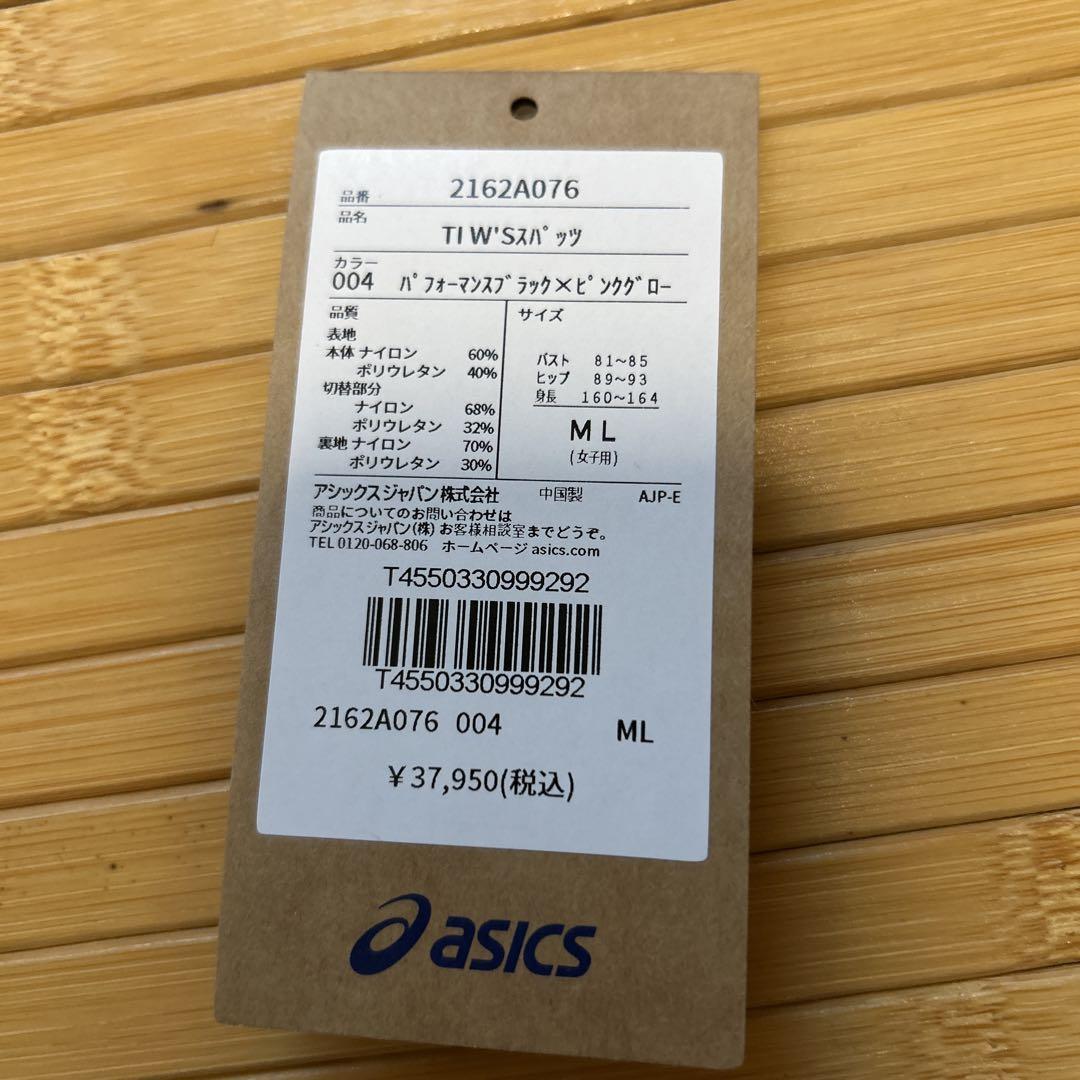 品番 2162A076
品名
TI W'Sｽﾊﾟｯﾂ
カラー
004 ﾊﾟﾌｫｰﾏﾝｽﾌﾞﾗｯｸ×ﾋﾟﾝｸｸﾞﾛｰ
品質
表地
本体 ナイロン 60%
ポリウレタン 40%
切替部分
ナイロン 68%
ポリウレタン 32%
裏地 ナイロン 70%
ポリウレタン 30%
サイズ
バスト 81~85
ヒップ 89~93
身長 160~164
ML
(女子用)
アシックスジャパン株式会社 中国製 AJP-E
商品についてのお問い合わせは
アシックスジャパン(株) お客様相談室までどうぞ。
TEL 0120-068-806 ホームページ asics.com
T4550330999292
T4550330999292
2162A076 004 ML
￥37,950(税込)
asics